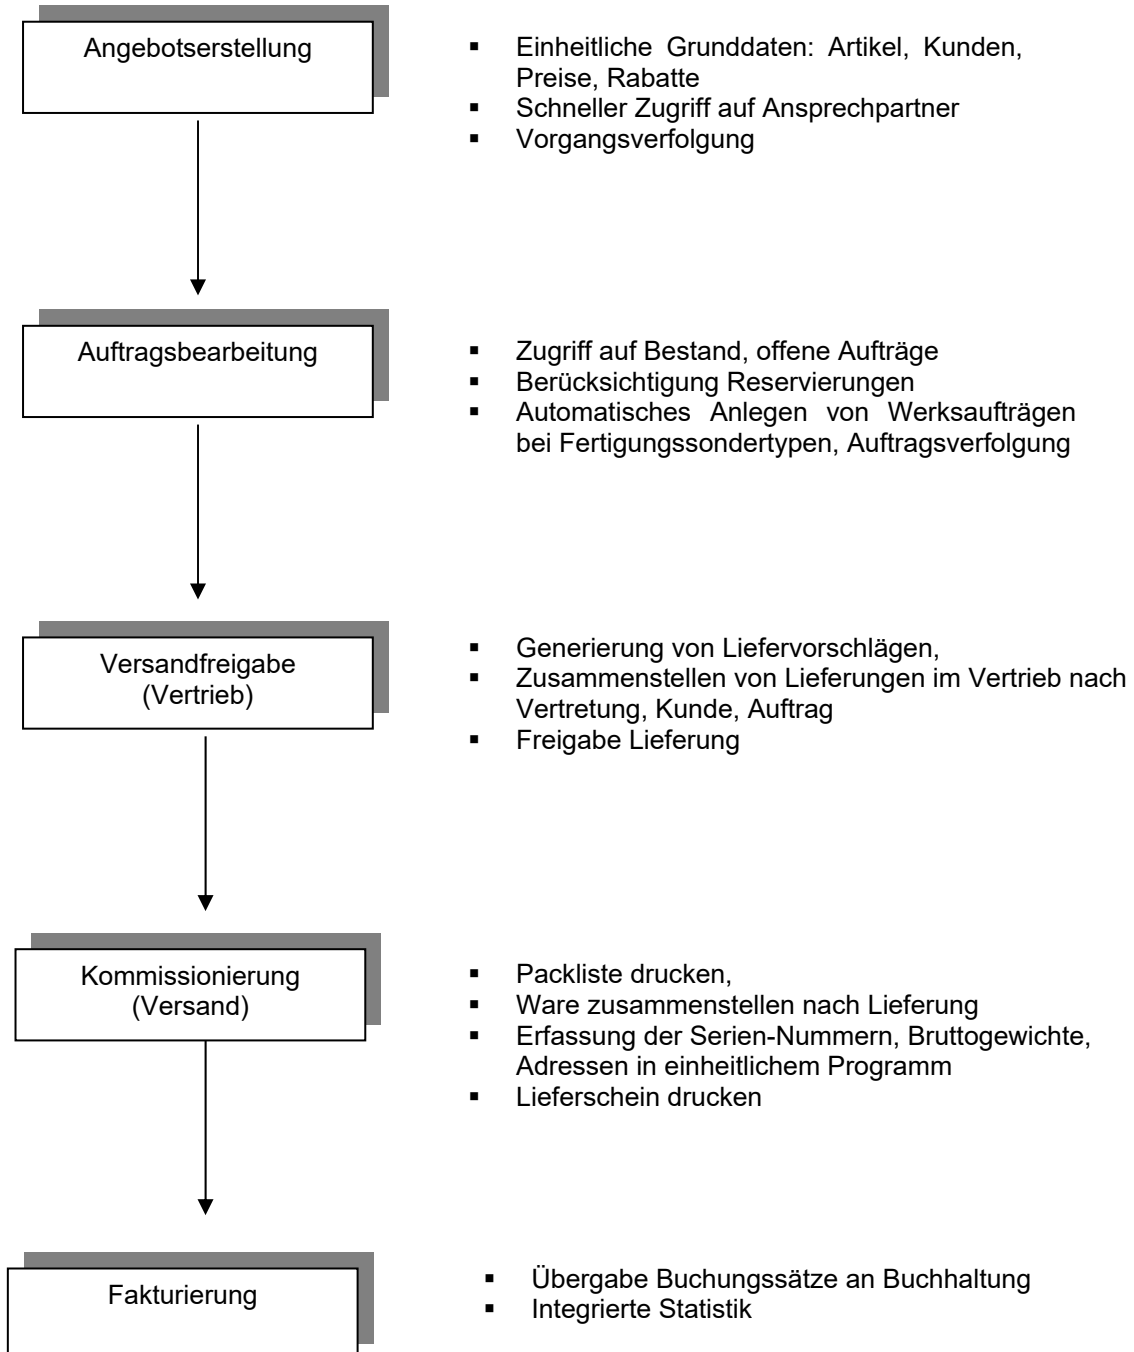 Angebotserstellung
▪ Einheitliche Grunddaten: Artikel, Kunden,
Preise, Rabatte
▪ Schneller Zugriff auf Ansprechpartner
▪ Vorgangsverfolgung
Auftragsbearbeitung
▪ Zugriff auf Bestand, offene Aufträge
▪ Berücksichtigung Reservierungen
▪ Automatisches Anlegen von Werksaufträgen
bei Fertigungssondertypen, Auftragsverfolgung
Versandfreigabe
(Vertrieb)
▪ Generierung von Liefervorschlägen,
▪ Zusammenstellen von Lieferungen im Vertrieb nach
Vertretung, Kunde, Auftrag
▪ Freigabe Lieferung
Kommissionierung
(Versand)
▪ Packliste drucken,
▪ Ware zusammenstellen nach Lieferung
▪ Erfassung der Serien-Nummern, Bruttogewichte,
Adressen in einheitlichem Programm
▪ Lieferschein drucken
Fakturierung
▪ Übergabe Buchungssätze an Buchhaltung
▪ Integrierte Statistik